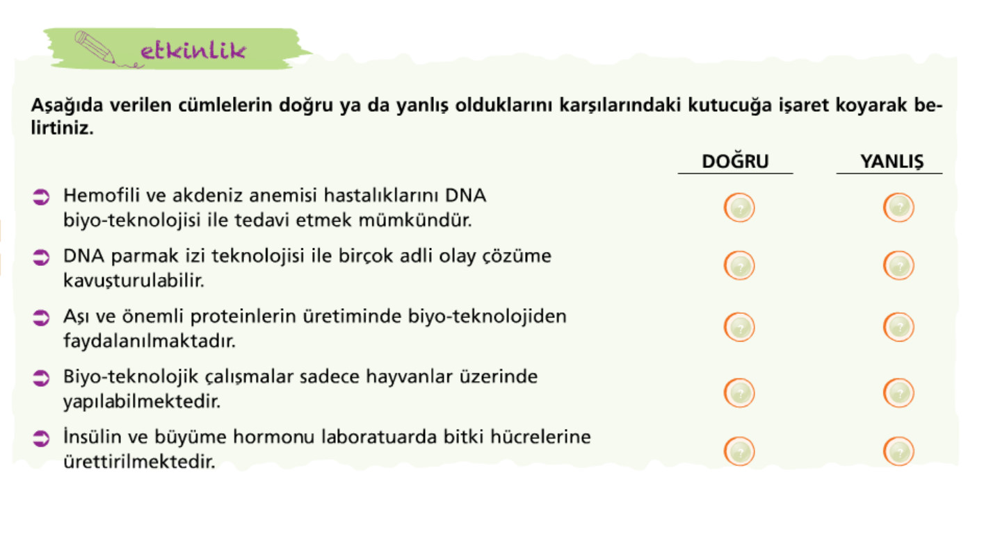 etkinlik
Aşağıda verilen cümlelerin doğru ya da yanlış olduklarını karşılarındaki kutucuğa işaret koyarak be-
lirtiniz.
DOĞRU YANLIŞ
Hemofili ve akdeniz anemisi hastalıklarını DNA
biyo-teknolojisi ile tedavi etmek mümkündür.
? ?
DNA parmak izi teknolojisi ile birçok adli olay çözüme
kavuşturulabilir.
? ?
Aşı ve önemli proteinlerin üretiminde biyo-teknolojiden
faydalanılmaktadır.
? ?
Biyo-teknolojik çalışmalar sadece hayvanlar üzerinde
yapılabilmektedir.
? ?
İnsülin ve büyüme hormonu laboratuarda bitki hücrelerine
ürettirilmektedir.
? ?